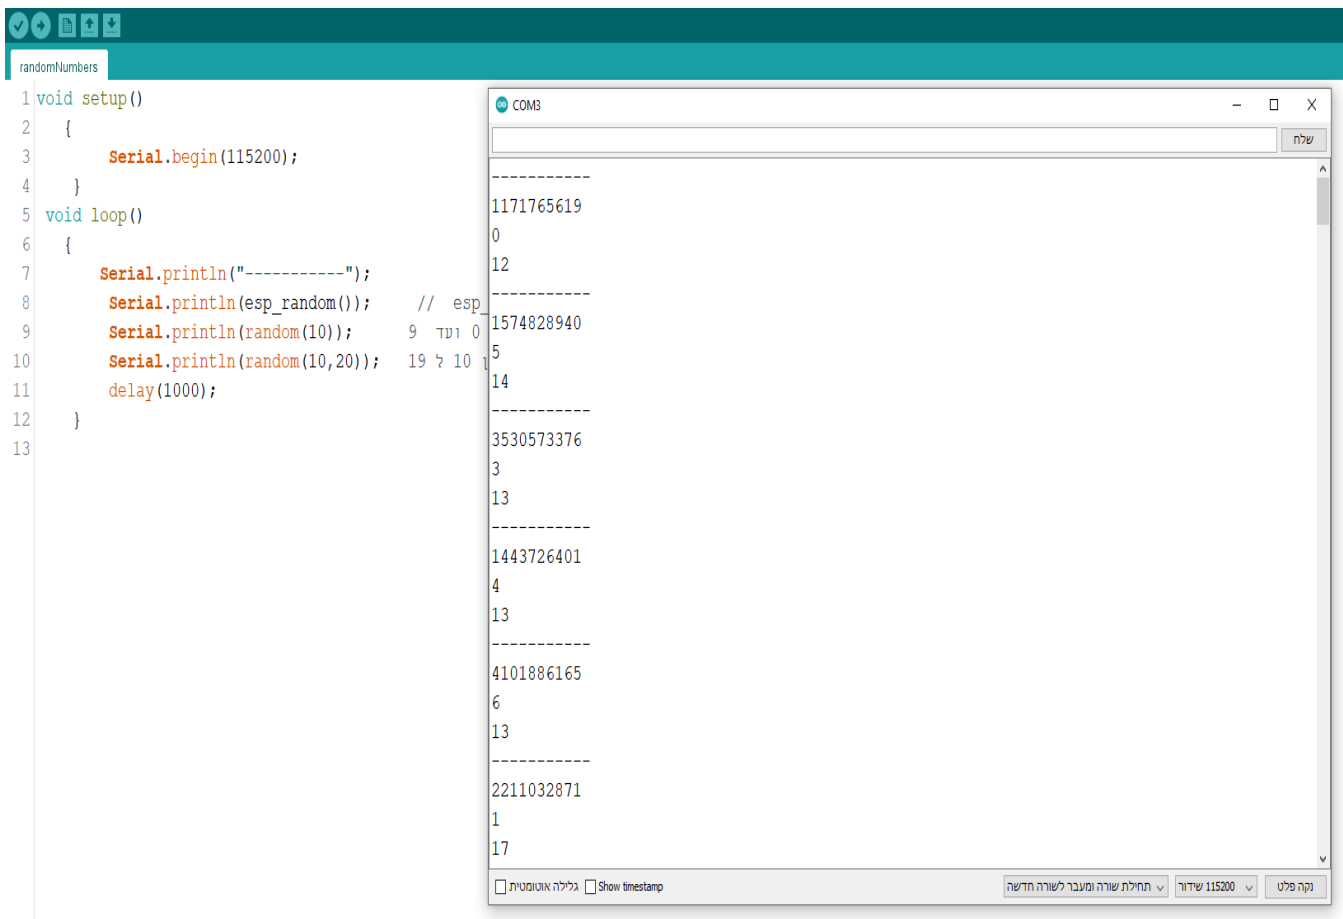 randomNumbers
1 void setup()
2 {
3 Serial.begin(115200);
4 }
5 void loop()
6 {
7 Serial.println("-----------");
8 Serial.println(esp_random()); // esp_
9 Serial.println(random(10)); 0 ועד 9
10 Serial.println(random(10,20)); 10 ל 19
11 delay(1000);
12 }
13
COM3
שלח
-----------
1171765619
0
12
-----------
1574828940
5
14
-----------
3530573376
3
13
-----------
1443726401
4
13
-----------
4101886165
6
13
-----------
2211032871
1
17
גלילה אוטומטית Show timestamp תחילת שורה ומעבר לשורה חדשה 115200 שידור נקה פלט